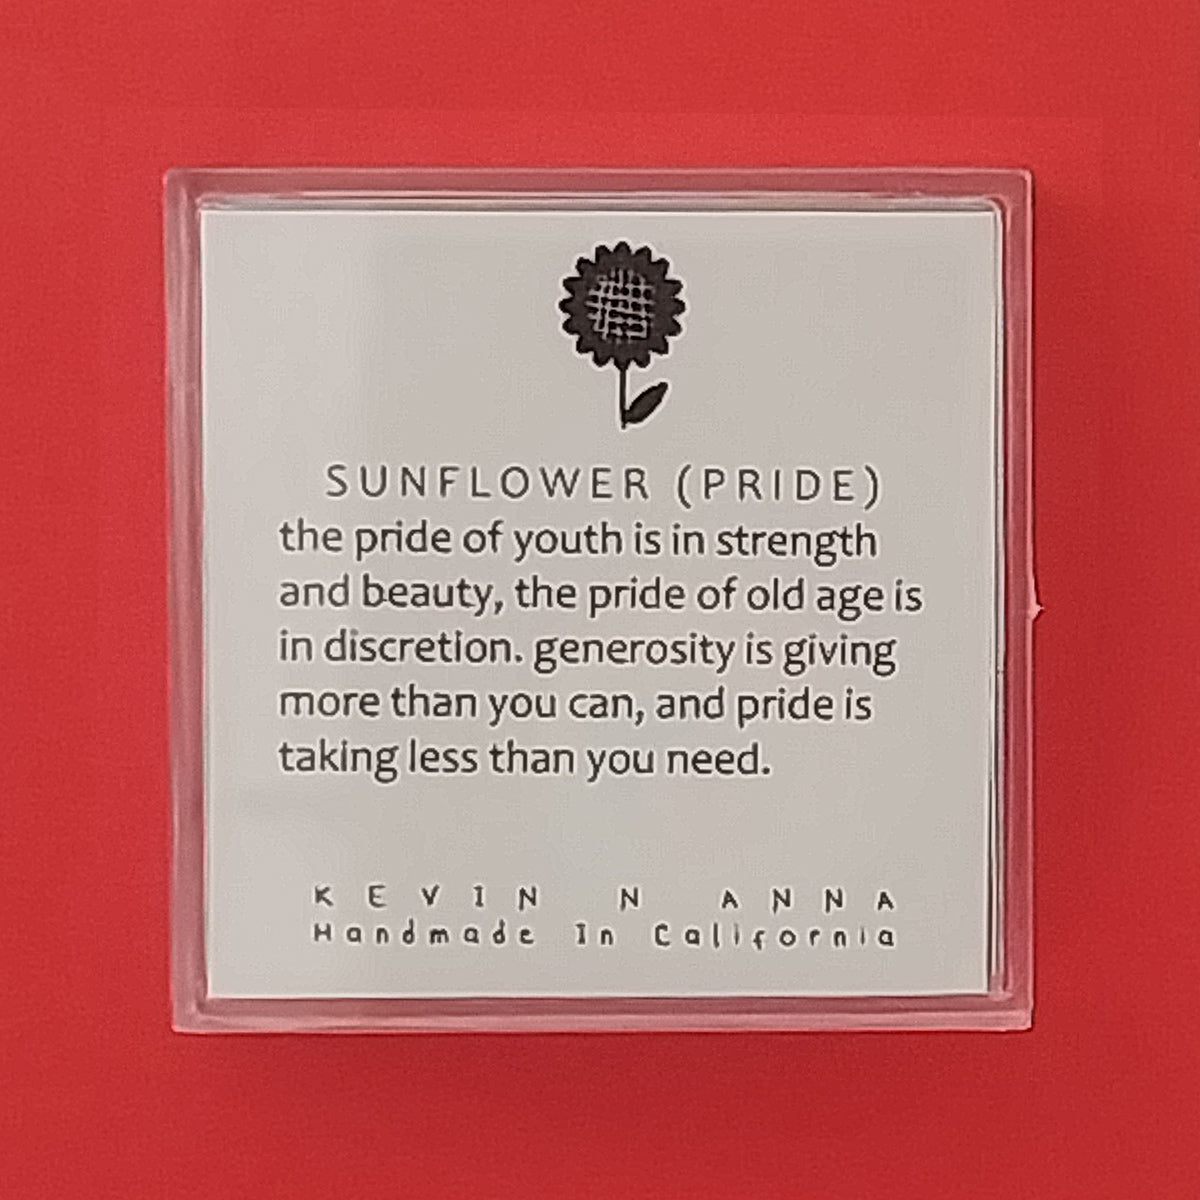 SUNFLOWER (PRIDE)
the pride of youth is in strength
and beauty, the pride of old age is
in discretion. generosity is giving
more than you can, and pride is
taking less than you need.
KEVIN N ANNA
Handmade In California